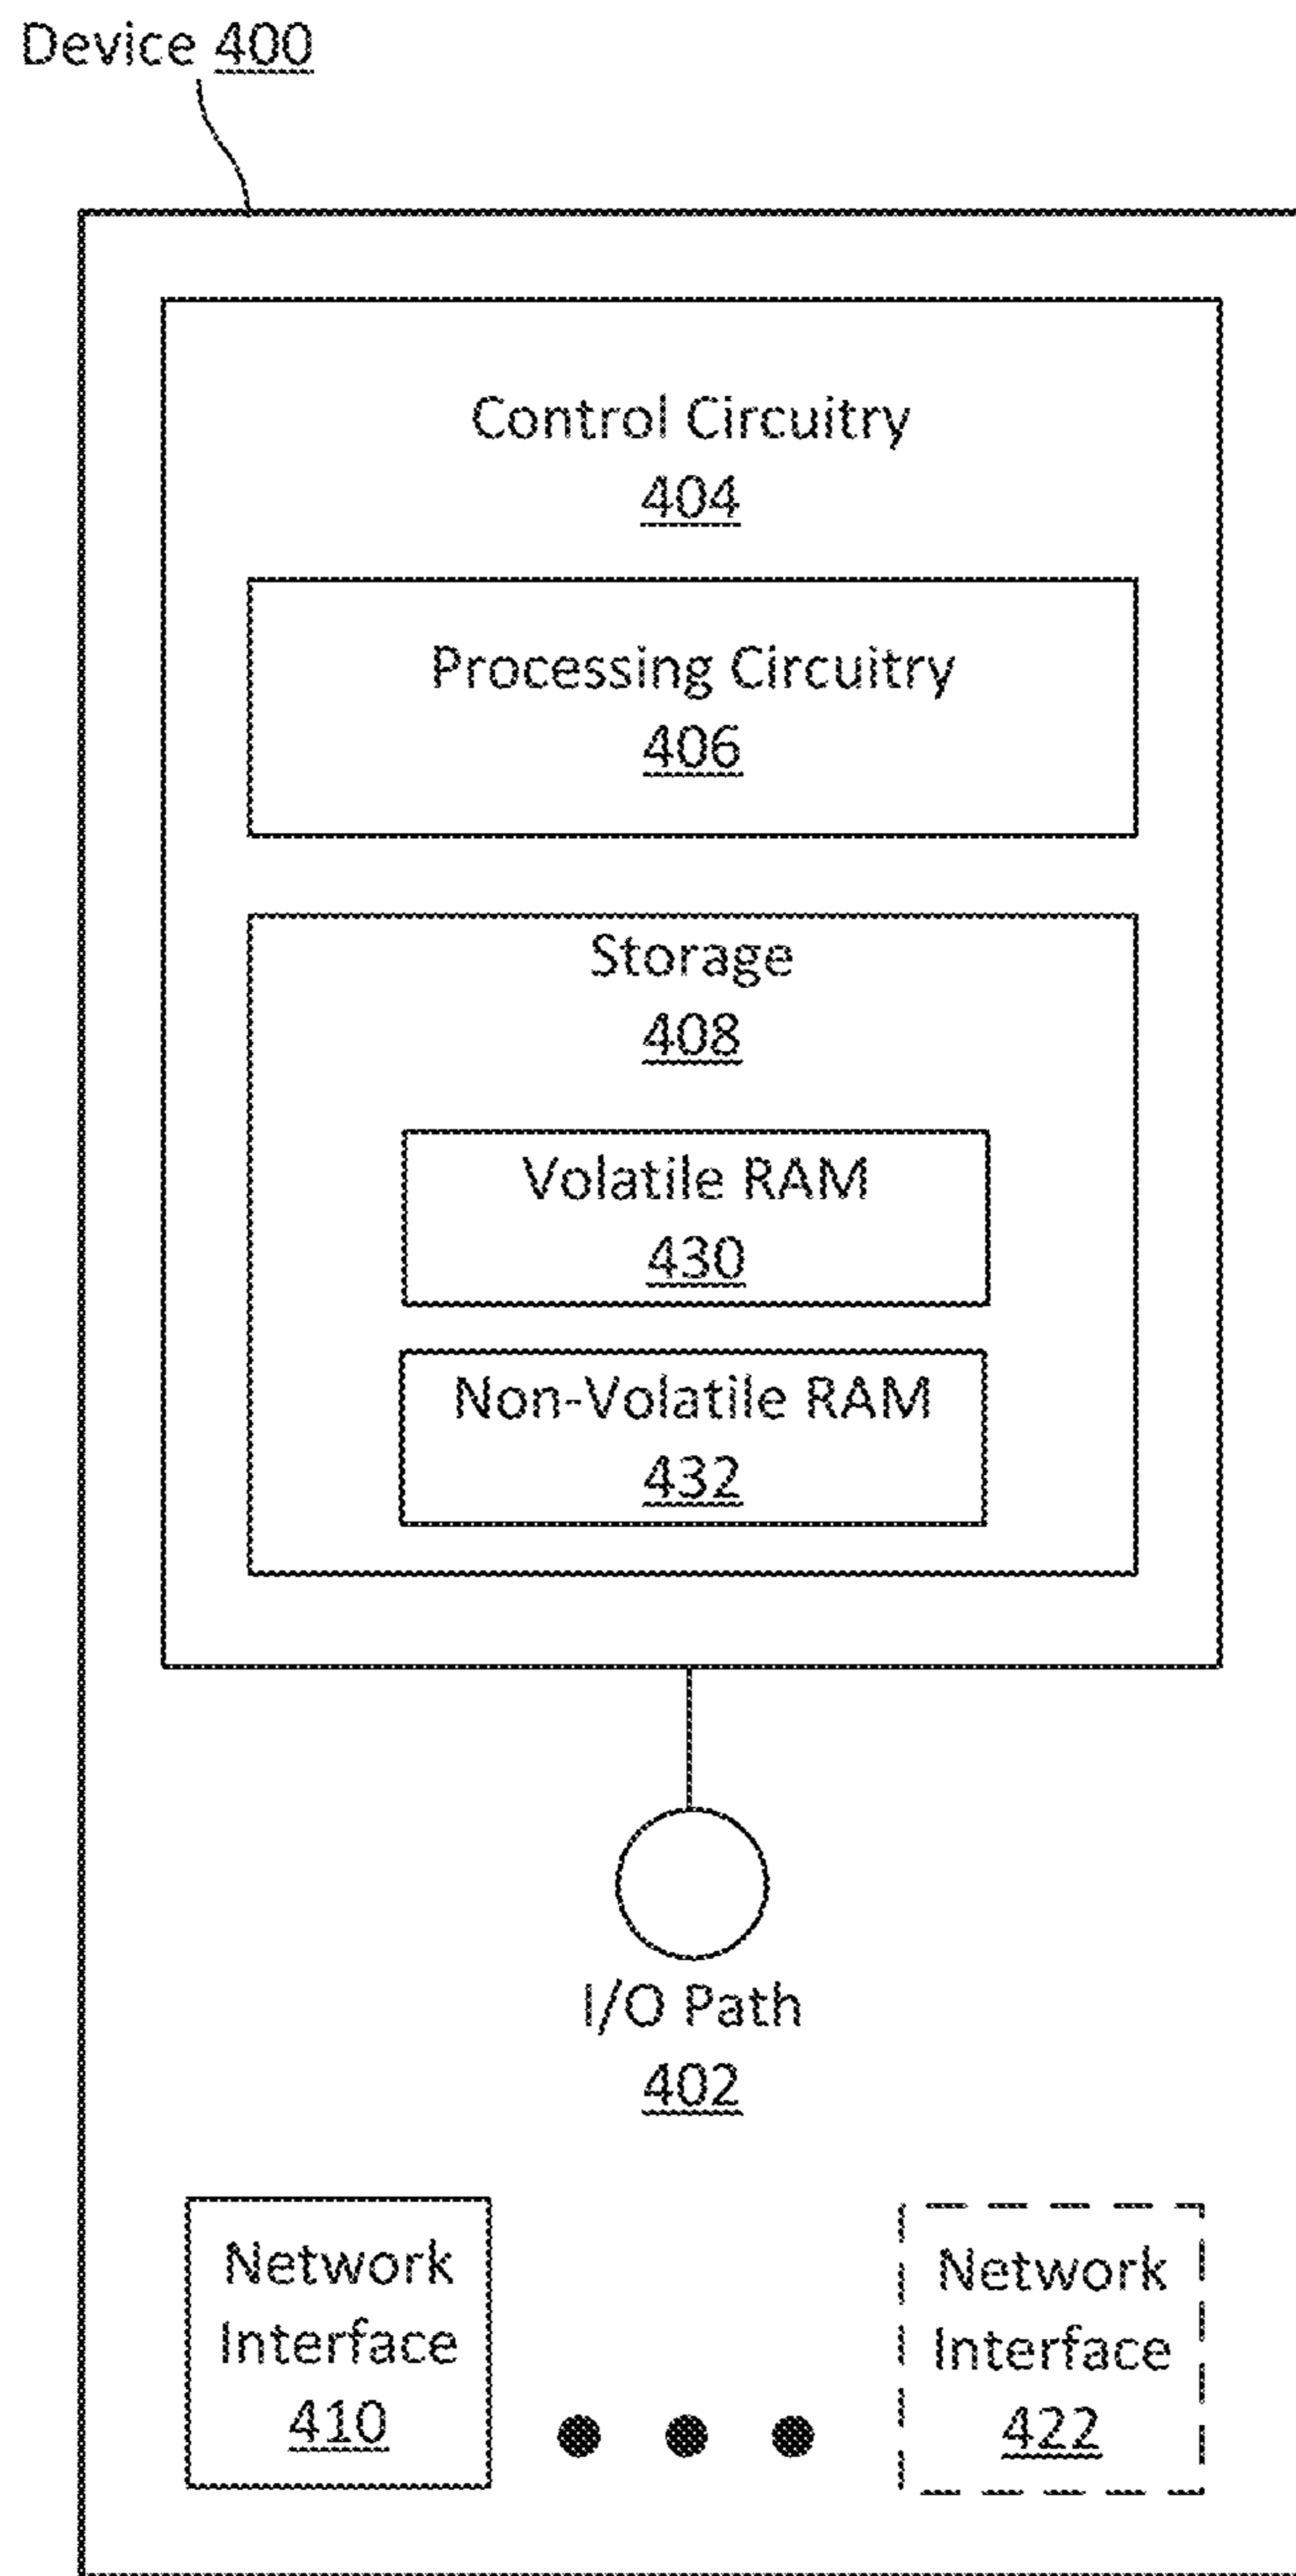 Device 400
Control Circuitry
404
Processing Circuitry
406
Storage
408
Volatile RAM
430
Non-Volatile RAM
432
I/O Path
402
Network
Interface
410
Network
Interface
422